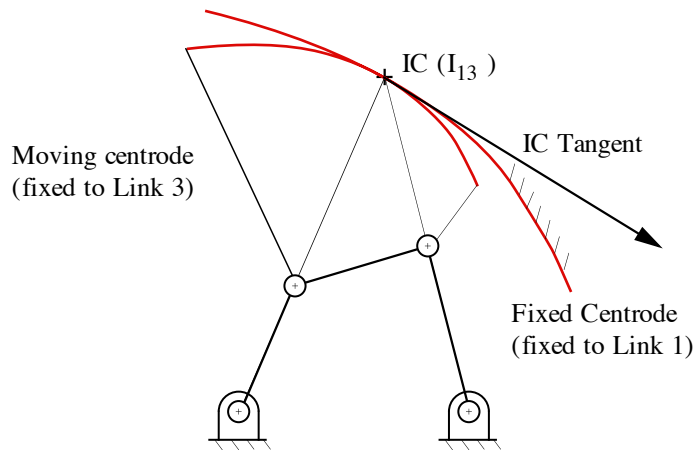 IC (I13 )
IC Tangent
Moving centrode
(fixed to Link 3)
Fixed Centrode
(fixed to Link 1)